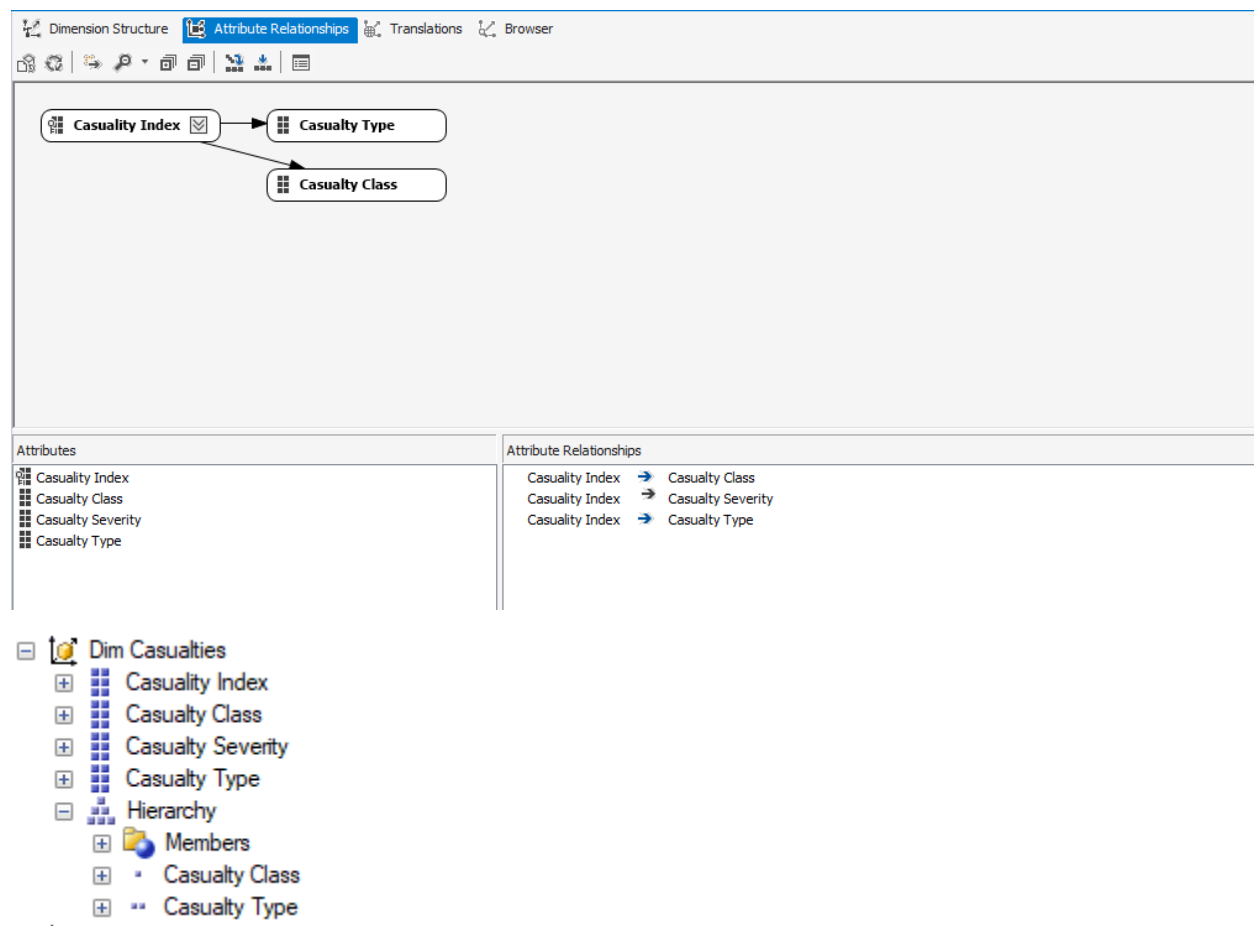 Dimension Structure Attribute Relationships Translations Browser
Casuality Index Casualty Type
Casualty Class
Attributes Attribute Relationships
Casuality Index Casuality Index Casualty Class
Casualty Class Casuality Index Casualty Severity
Casualty Severity Casuality Index Casualty Type
Casualty Type
Dim Casualties
Casuality Index
Casualty Class
Casualty Severity
Casualty Type
Hierarchy
Members
Casualty Class
Casualty Type